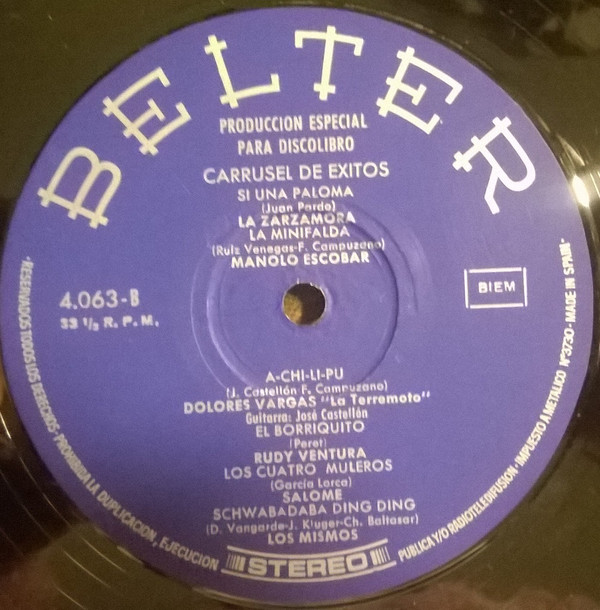 BELTER
PRODUCCION ESPECIAL
PARA DISCOLIBRO
CARRUSEL DE EXITOS
SI UNA PALOMA
(Juan Pardo)
LA ZARZAMORA
LA MINIFALDA
(Ruiz Venegas-F. Campuzano)
MANOLO ESCOBAR
4.063-B
33 1/3 R. P. M.
BIEM
A-CHI-LI-PU
(J. Castellón F. Campuzano)
DOLORES VARGAS "La Terremoto"
Guitarra: José Castellón
EL BORRIQUITO
(Peret)
RUDY VENTURA
LOS CUATRO MULEROS
(García Lorca)
SALOME
SCHWABADABA DING DING
(D. Vangarde-J. Kluger-Ch. Baltasar)
LOS MISMOS
STEREO
·RESERVADOS TODOS LOS DERECHOS·PROHIBIDA LA DUPLICACION, EJECUCION PUBLICA Y/O RADIOTELEDIFUSION·IMPUESTO A METALICO Nº3730-MADE IN SPAIN·